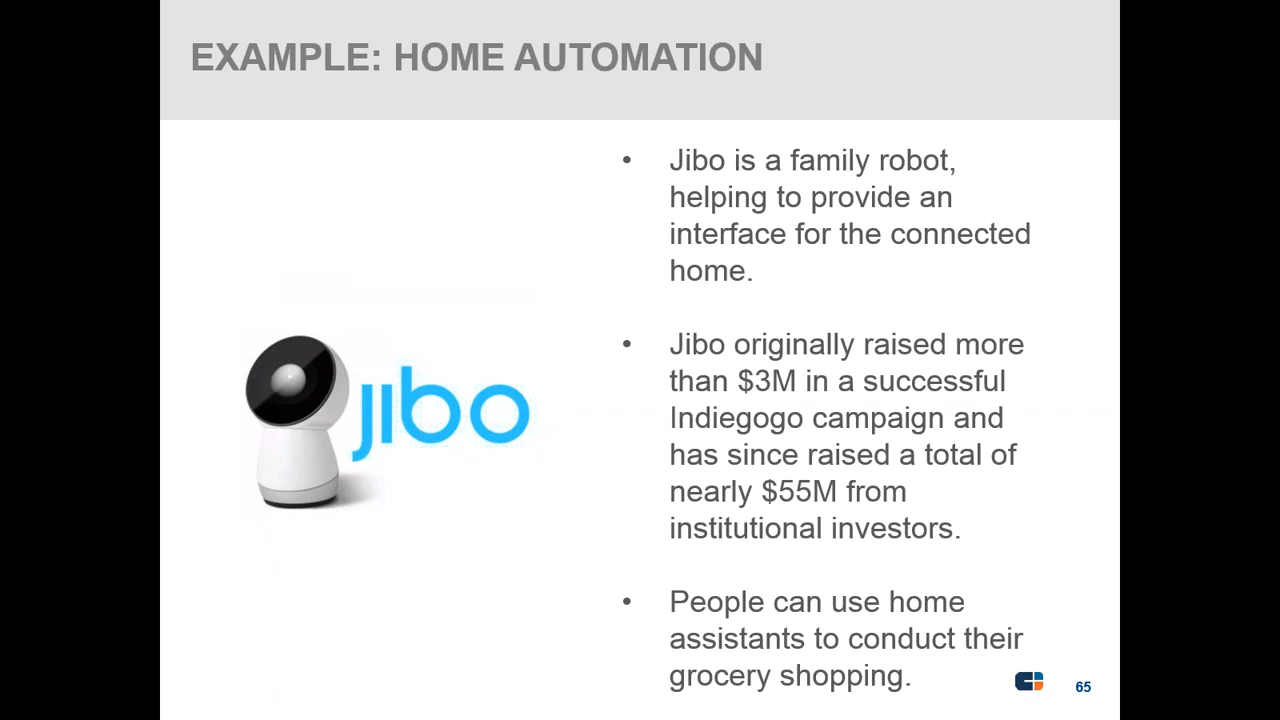 EXAMPLE: HOME AUTOMATION
• Jibo is a family robot,
helping to provide an
interface for the connected
home.
• Jibo originally raised more
than $3M in a successful
Indiegogo campaign and
has since raised a total of
nearly $55M from
institutional investors.
• People can use home
assistants to conduct their
grocery shopping.
jibo
65